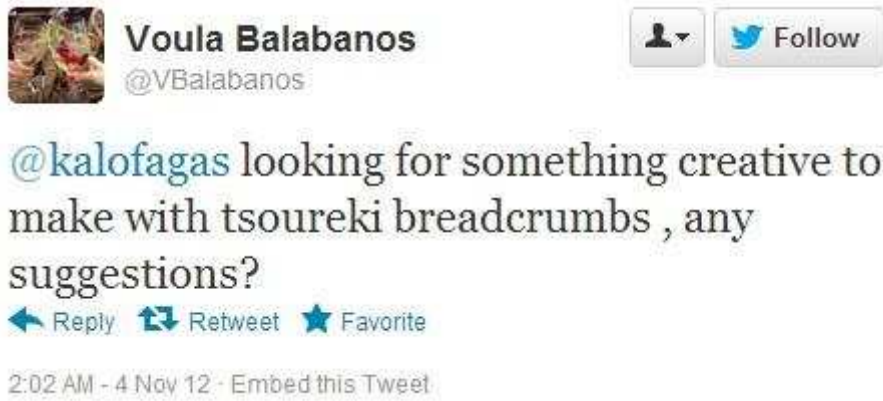 Voula Balabanos
Follow
@VBalabanos
@kalofagas looking for something creative to
make with tsoureki breadcrumbs , any
suggestions?
Reply Retweet Favorite
2:02 AM - 4 Nov 12 · Embed this Tweet